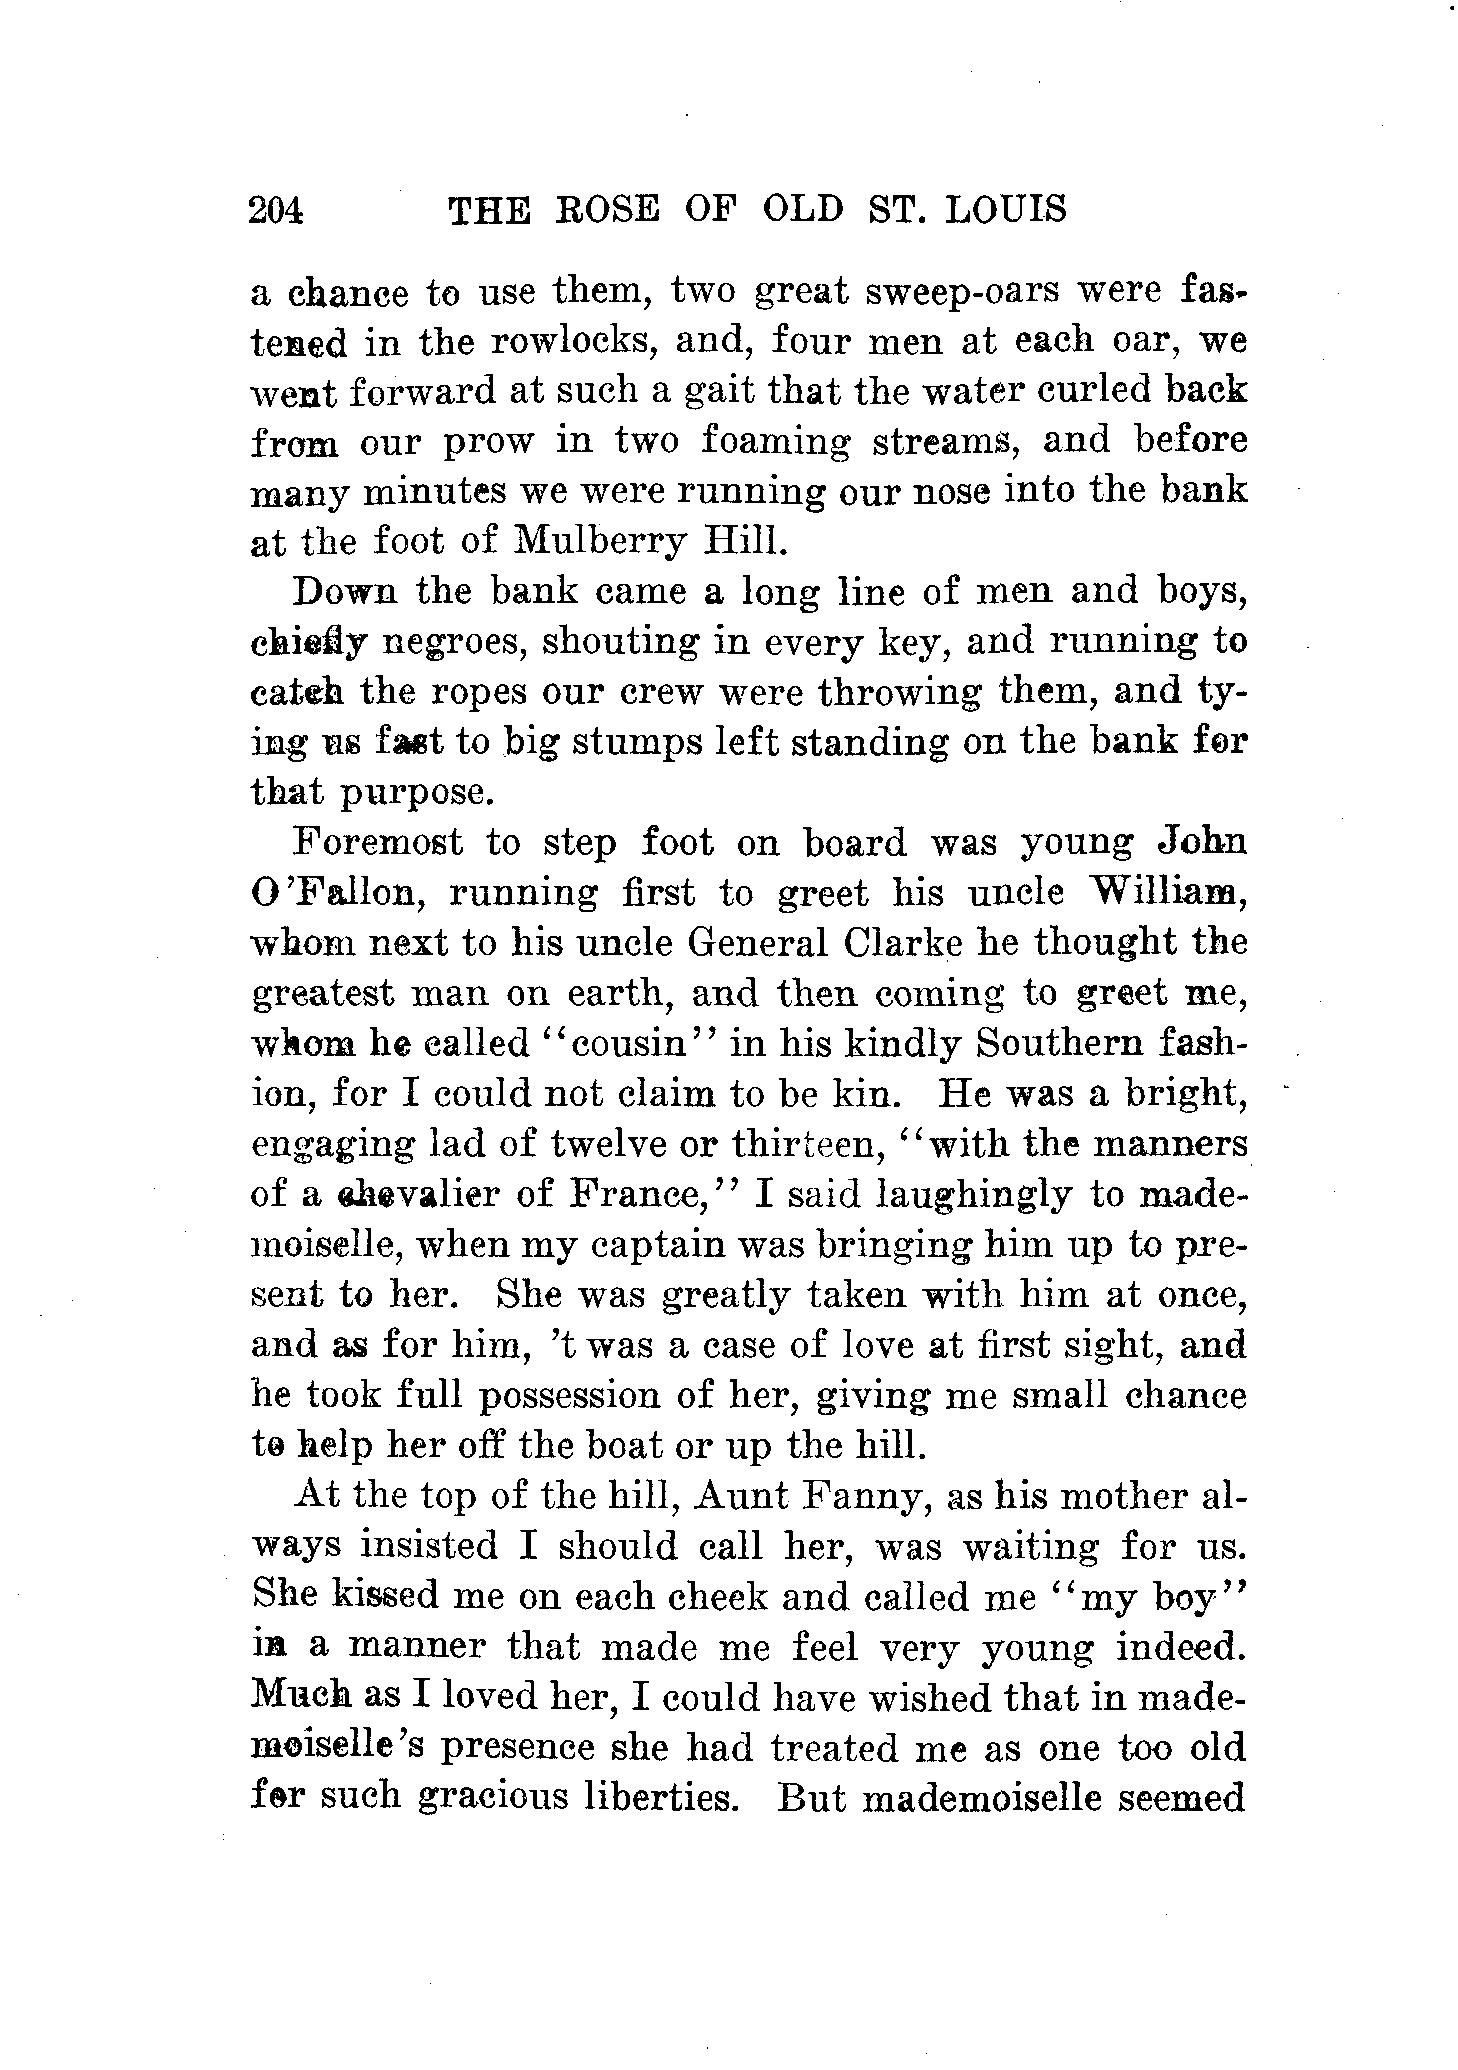 204 THE ROSE OF OLD ST. LOUIS
a chance to use them, two great sweep-oars were fas-
tened in the rowlocks, and, four men at each oar, we
went forward at such a gait that the water curled back
from our prow in two foaming streams, and before
many minutes we were running our nose into the bank
at the foot of Mulberry Hill.
Down the bank came a long line of men and boys,
chiefly negroes, shouting in every key, and running to
catch the ropes our crew were throwing them, and ty-
ing us fast to big stumps left standing on the bank for
that purpose.
Foremost to step foot on board was young John
O'Fallon, running first to greet his uncle William,
whom next to his uncle General Clarke he thought the
greatest man on earth, and then coming to greet me,
whom he called "cousin" in his kindly Southern fash-
ion, for I could not claim to be kin. He was a bright,
engaging lad of twelve or thirteen, "with the manners
of a chevalier of France," I said laughingly to made-
moiselle, when my captain was bringing him up to pre-
sent to her. She was greatly taken with him at once,
and as for him, 't was a case of love at first sight, and
he took full possession of her, giving me small chance
to help her off the boat or up the hill.
At the top of the hill, Aunt Fanny, as his mother al-
ways insisted I should call her, was waiting for us.
She kissed me on each cheek and called me "my boy"
in a manner that made me feel very young indeed.
Much as I loved her, I could have wished that in made-
moiselle's presence she had treated me as one too old
for such gracious liberties. But mademoiselle seemed